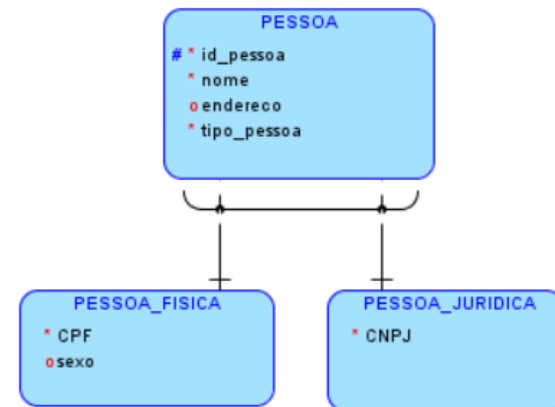 PESSOA
# * id_pessoa
* nome
o endereco
* tipo_pessoa
PESSOA_FISICA
* CPF
o sexo
PESSOA_JURIDICA
* CNPJ